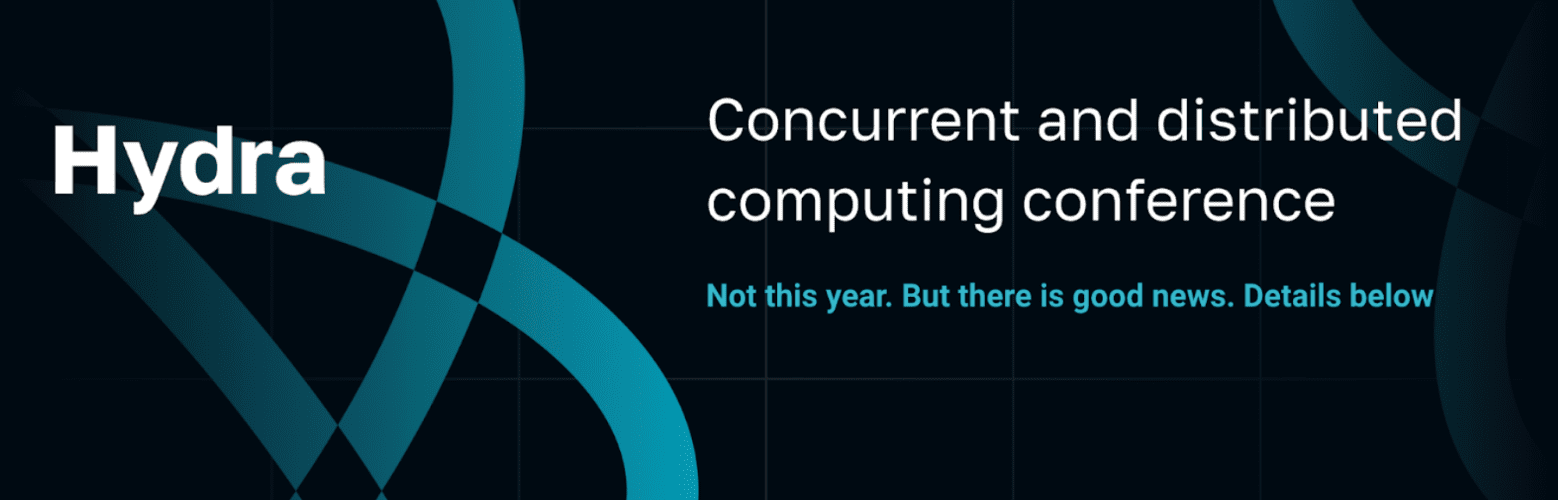 Hydra
Concurrent and distributed
computing conference
Not this year. But there is good news. Details below